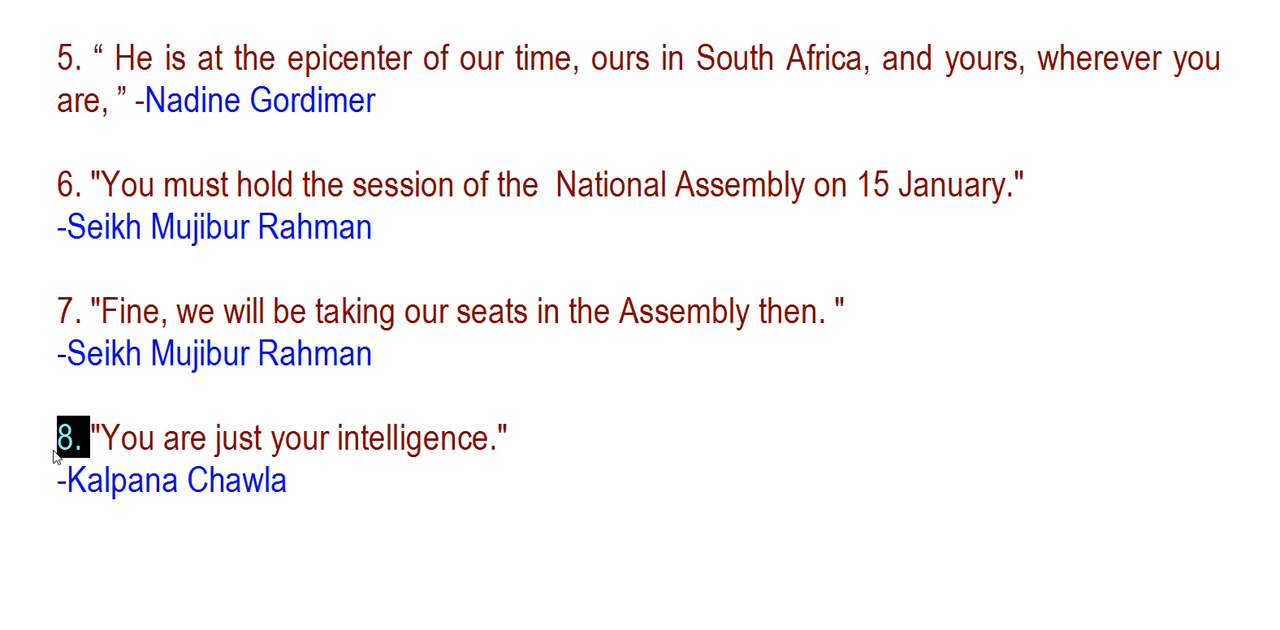 5. “ He is at the epicenter of our time, ours in South Africa, and yours, wherever you
are, ” -Nadine Gordimer
6. "You must hold the session of the  National Assembly on 15 January."
-Seikh Mujibur Rahman
7. "Fine, we will be taking our seats in the Assembly then. "
-Seikh Mujibur Rahman
8. "You are just your intelligence."
-Kalpana Chawla